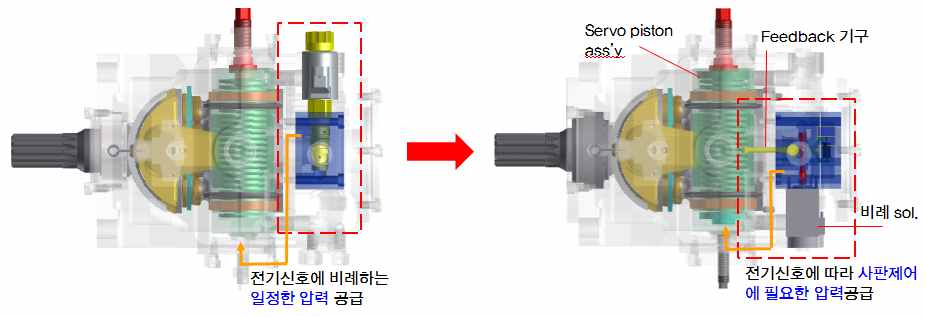 Servo piston
ass'y
Feedback 기구
비례 sol.
전기신호에 비례하는
일정한 압력 공급
전기신호에 따라 사판제어
에 필요한 압력공급